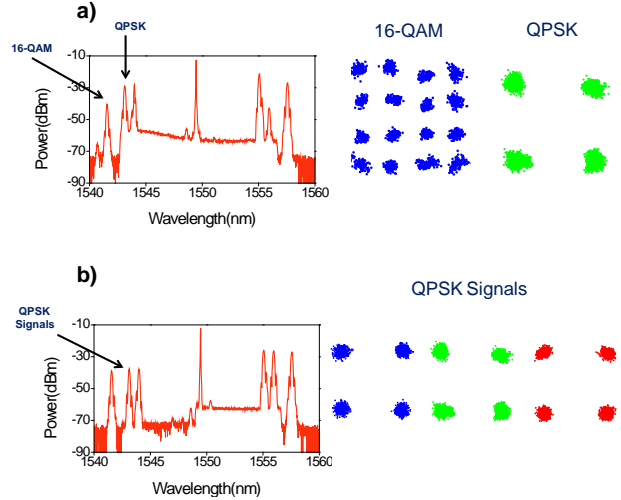 a)
16-QAM
QPSK
16-QAM
QPSK
-10
-30
-50
-70
-90
Power(dBm)
1540
1545
1550
1555
1560
Wavelength(nm)
b)
QPSK Signals
QPSK
Signals
-10
-30
-50
-70
-90
Power(dBm)
1540
1545
1550
1555
1560
Wavelength(nm)